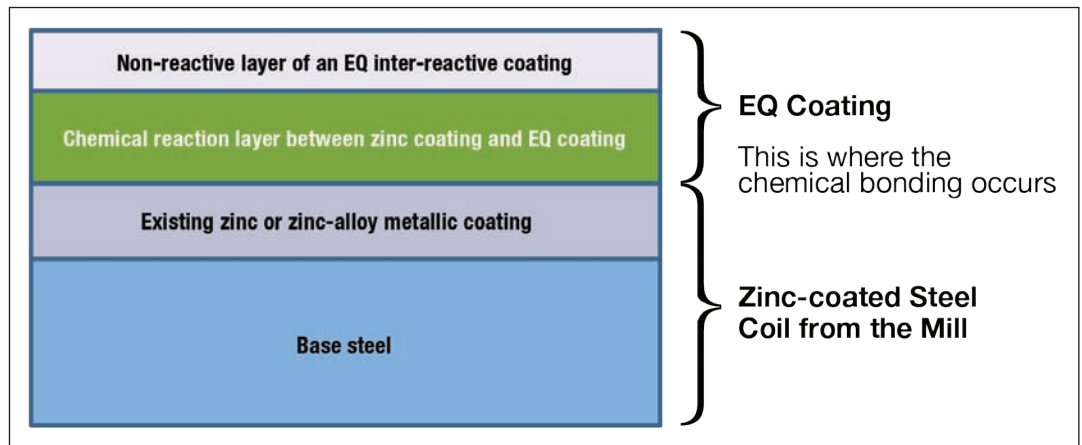 Non-reactive layer of an EQ inter-reactive coating
Chemical reaction layer between zinc coating and EQ coating
Existing zinc or zinc-alloy metallic coating
Base steel
EQ Coating
This is where the
chemical bonding occurs
Zinc-coated Steel
Coil from the Mill